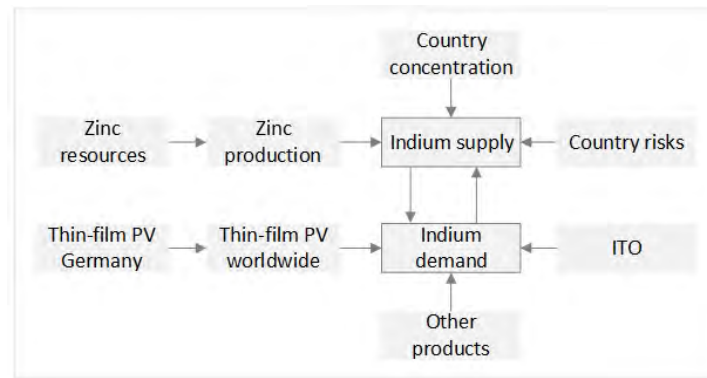 Country
concentration
Zinc
resources
Zinc
production
Indium supply
Country risks
Thin-film PV
Germany
Thin-film PV
worldwide
Indium
demand
ITO
Other
products